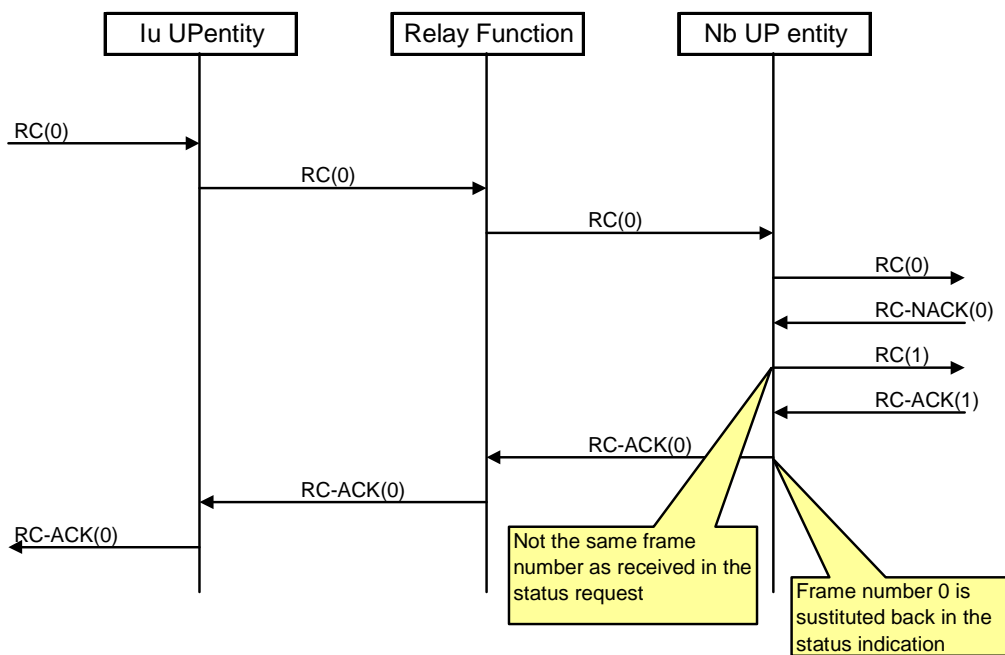 Iu UPentity
Relay Function
Nb UP entity
RC(0)
RC(0)
RC(0)
RC(0)
RC-NACK(0)
RC(1)
RC-ACK(1)
RC-ACK(0)
RC-ACK(0)
RC-ACK(0)
Not the same frame
number as received in the
status request
Frame number 0 is
sustituted back in the
status indication